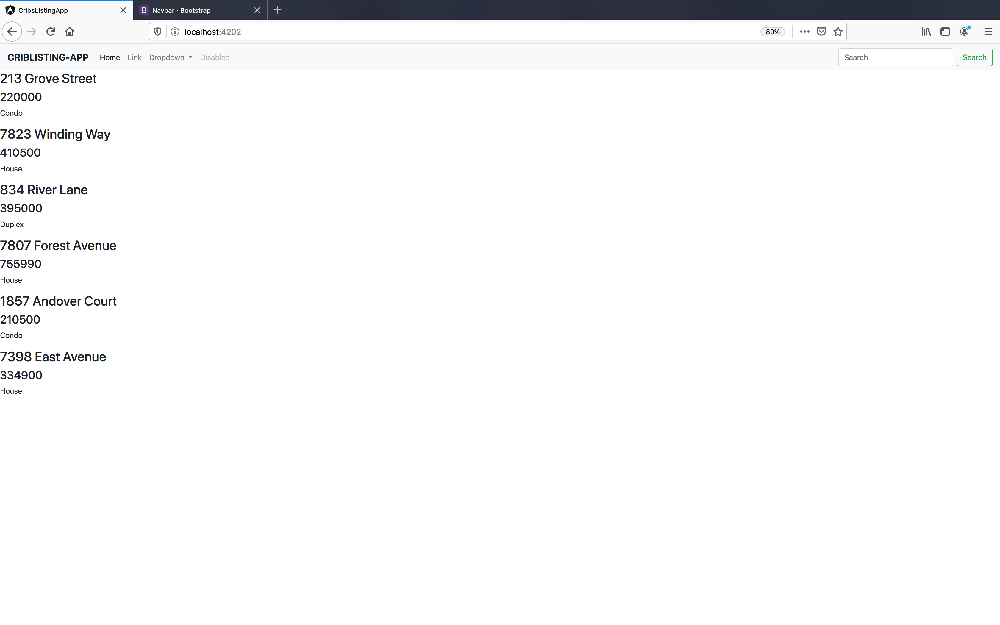 CribsListingApp
Navbar · Bootstrap
localhost:4202
80%
CRIBLISTING-APP Home Link Dropdown Disabled Search Search
213 Grove Street
220000
Condo
7823 Winding Way
410500
House
834 River Lane
395000
Duplex
7807 Forest Avenue
755990
House
1857 Andover Court
210500
Condo
7398 East Avenue
334900
House